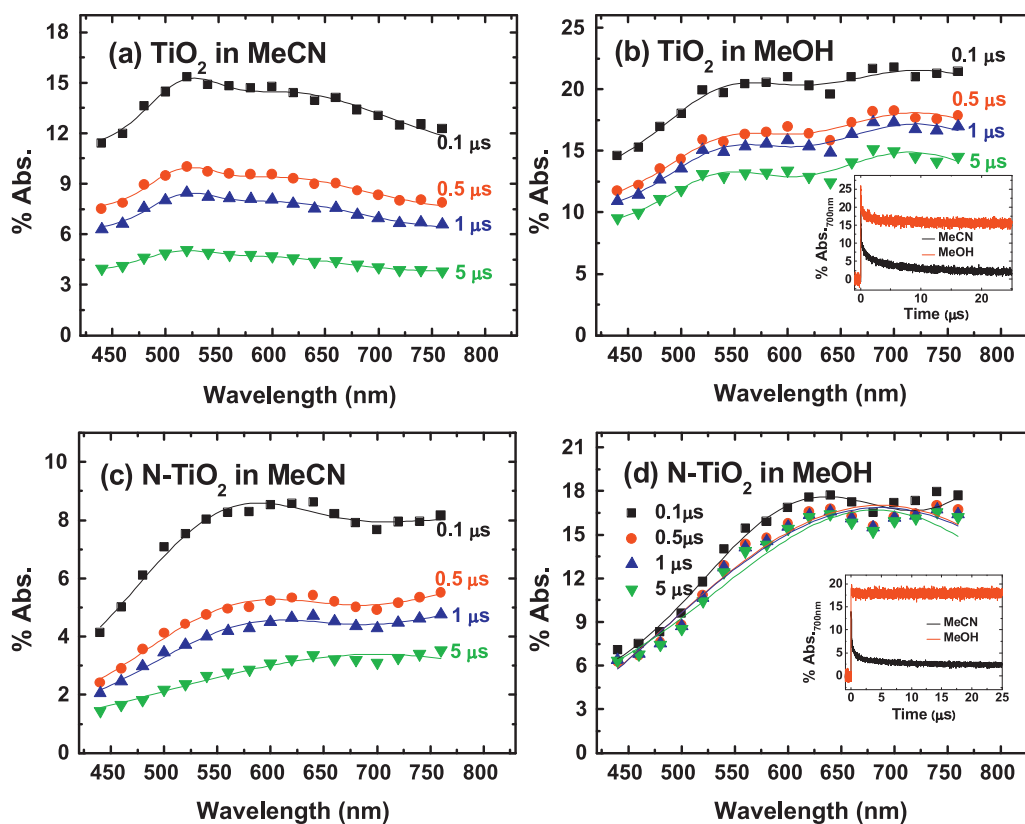 (a) TiO₂ in MeCN
% Abs.
18
15
12
9
6
3
0
0.1 µs
0.5 µs
1 µs
5 µs
450 500 550 600 650 700 750 800
Wavelength (nm)
(b) TiO₂ in MeOH
% Abs.
25
20
15
10
5
0
0.1 µs
0.5 µs
1 µs
5 µs
% Abs.700nm
25
20
15
10
5
0
MeCN
MeOH
0 10 20
Time (µs)
450 500 550 600 650 700 750 800
Wavelength (nm)
(c) N-TiO₂ in MeCN
% Abs.
10
8
6
4
2
0
0.1 µs
0.5 µs
1 µs
5 µs
450 500 550 600 650 700 750 800
Wavelength (nm)
(d) N-TiO₂ in MeOH
% Abs.
21
18
15
12
9
6
3
0
0.1µs
0.5µs
1 µs
5 µs
% Abs.700nm
20
15
10
5
0
MeCN
MeOH
0 5 10 15 20 25
Time (µs)
450 500 550 600 650 700 750 800
Wavelength (nm)